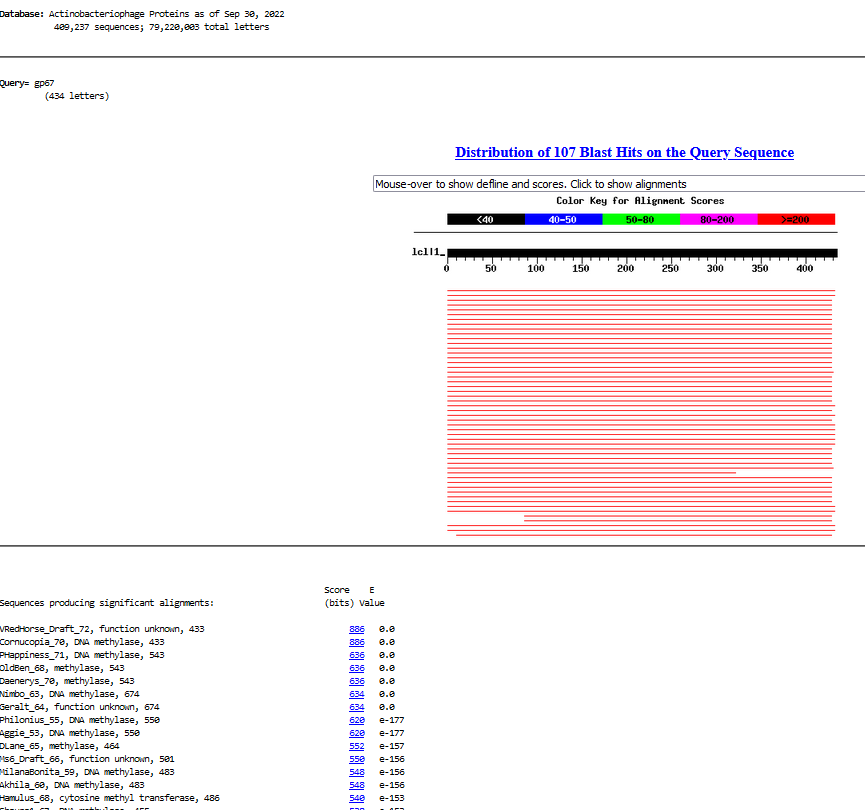 Database: Actinobacteriophage Proteins as of Sep 30, 2022
409,237 sequences; 79,220,003 total letters
Query= gp67
(434 letters)
Distribution of 107 Blast Hits on the Query Sequence
Mouse-over to show defline and scores. Click to show alignments
Color Key for Alignment Scores
<40 40-50 50-80 80-200 >=200
lcl|1_
0 50 100 150 200 250 300 350 400
Score E
Sequences producing significant alignments: (bits) Value
VRedHorse_Draft_72, function unknown, 433 886 0.0
Cornucopia_70, DNA methylase, 433 886 0.0
PHappiness_71, DNA methylase, 543 636 0.0
OldBen_68, methylase, 543 636 0.0
Daenerys_70, methylase, 543 636 0.0
Nimbo_63, DNA methylase, 674 634 0.0
Geralt_64, function unknown, 674 634 0.0
Philonius_55, DNA methylase, 550 620 e-177
Aggie_53, DNA methylase, 550 620 e-177
DLane_65, methylase, 464 552 e-157
Ms6_Draft_66, function unknown, 501 550 e-156
MilanaBonita_59, DNA methylase, 483 548 e-156
Akhila_60, DNA methylase, 483 548 e-156
Hamulus_68, cytosine methyl transferase, 486 540 e-153